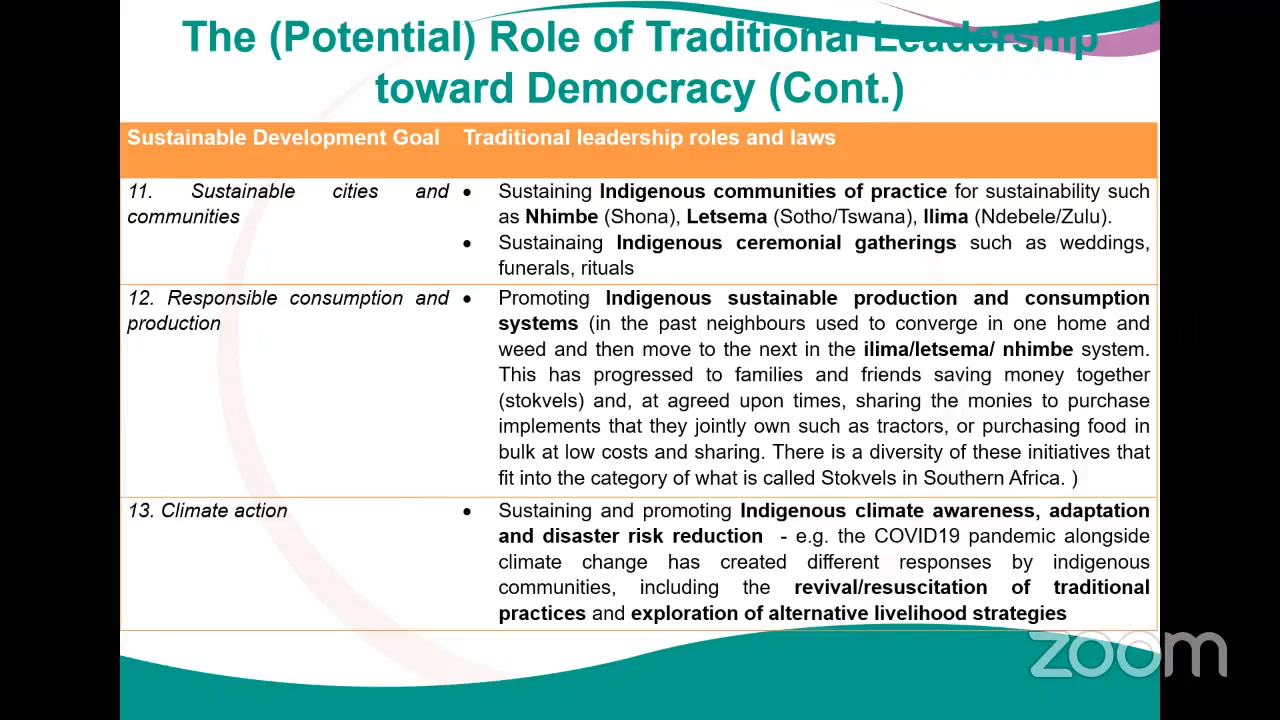 The (Potential) Role of Traditional Leadership
toward Democracy (Cont.)
Sustainable Development Goal
Traditional leadership roles and laws
11. Sustainable cities and
communities
• Sustaining Indigenous communities of practice for sustainability such
as Nhimbe (Shona), Letsema (Sotho/Tswana), Ilima (Ndebele/Zulu).
• Sustainaing Indigenous ceremonial gatherings such as weddings,
funerals, rituals
12. Responsible consumption and
production
• Promoting Indigenous sustainable production and consumption
systems (in the past neighbours used to converge in one home and
weed and then move to the next in the ilima/letsema/ nhimbe system.
This has progressed to families and friends saving money together
(stokvels) and, at agreed upon times, sharing the monies to purchase
implements that they jointly own such as tractors, or purchasing food in
bulk at low costs and sharing. There is a diversity of these initiatives that
fit into the category of what is called Stokvels in Southern Africa. )
13. Climate action
• Sustaining and promoting Indigenous climate awareness, adaptation
and disaster risk reduction - e.g. the COVID19 pandemic alongside
climate change has created different responses by indigenous
communities, including the revival/resuscitation of traditional
practices and exploration of alternative livelihood strategies
zoom